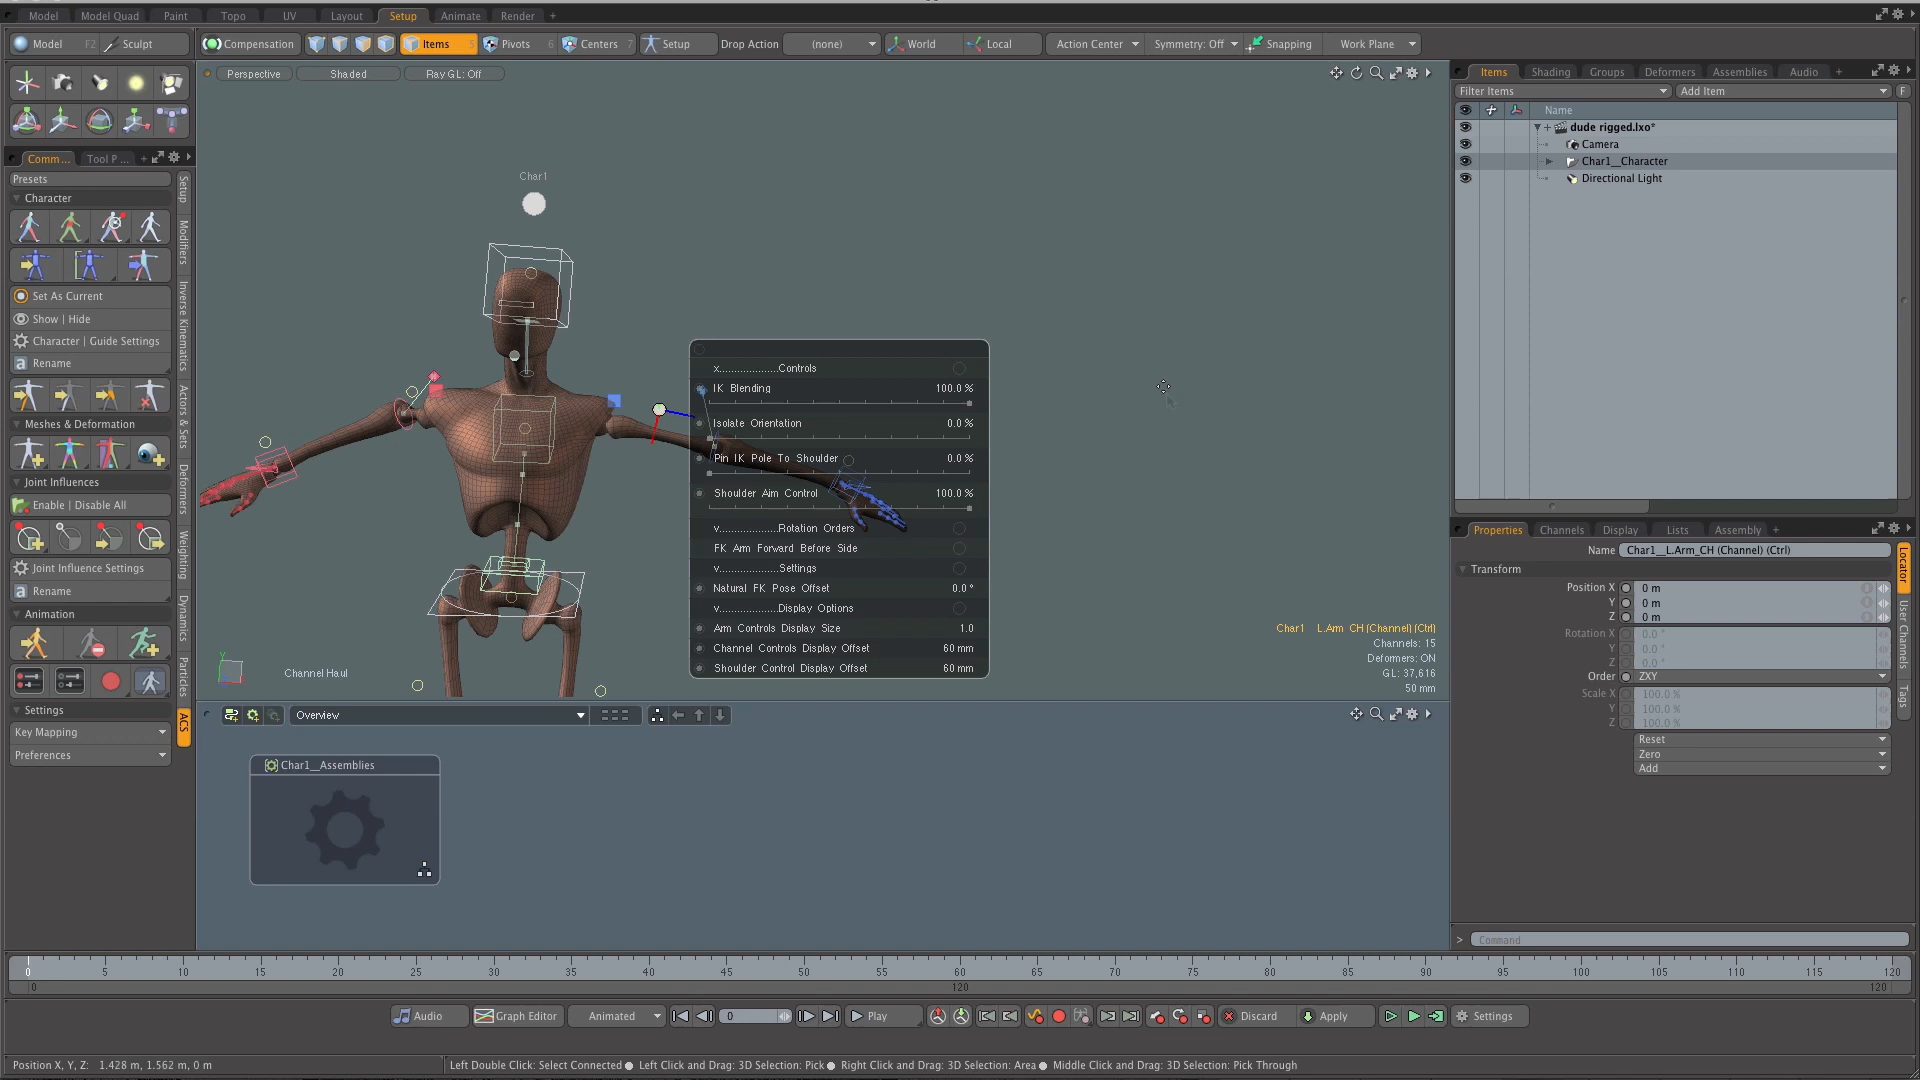 Model Model Quad Paint Topo UV Layout Setup Animate Render +
Model F2 Sculpt Compensation Items 5 Pivots 6 Centers 7 Setup Drop Action (none) World Local Action Center Symmetry: Off Snapping Work Plane
Perspective Shaded Ray GL: Off
Comm ... Tool P ... +
Presets
Character
Set As Current
Show | Hide
Character | Guide Settings
a Rename
Meshes & Deformation
Joint Influences
Enable | Disable All
Joint Influence Settings
a Rename
Animation
Settings
Key Mapping
Preferences
Setup
Modifiers
Inverse Kinematics
Actors & Sets
Deformers
Weighting
Dynamics
Particles
ACS
Char1
x...................Controls
IK Blending 100.0 %
Isolate Orientation 0.0 %
Pin IK Pole To Shoulder 0.0 %
Shoulder Aim Control 100.0 %
v...................Rotation Orders
FK Arm Forward Before Side
v...................Settings
Natural FK Pose Offset 0.0 °
v...................Display Options
Arm Controls Display Size 1.0
Channel Controls Display Offset 60 mm
Shoulder Control Display Offset 60 mm
Y
Channel Haul
Char1 L.Arm CH (Channel) (Ctrl)
Channels: 15
Deformers: ON
GL: 37,616
50 mm
Overview
Char1__Assemblies
Items Shading Groups Deformers Assemblies Audio +
Filter Items Add Item F
Name
dude rigged.lxo*
Camera
Char1__Character
Directional Light
Properties Channels Display Lists Assembly +
Name Char1__L.Arm_CH (Channel) (Ctrl)
Transform
Position X 0 m
Y 0 m
Z 0 m
Rotation X 0.0 °
Y 0.0 °
Z 0.0 °
Order ZXY
Scale X 100.0 %
Y 100.0 %
Z 100.0 %
Reset
Zero
Add
Locator
User Channels
Tags
> Command
0 5 10 15 20 25 30 35 40 45 50 55 60 65 70 75 80 85 90 95 100 105 110 115 120
0 120 120
Audio Graph Editor Animated 0 Play Discard Apply Settings
Position X, Y, Z: 1.428 m, 1.562 m, 0 m Left Double Click: Select Connected ● Left Click and Drag: 3D Selection: Pick ● Right Click and Drag: 3D Selection: Area ● Middle Click and Drag: 3D Selection: Pick Through